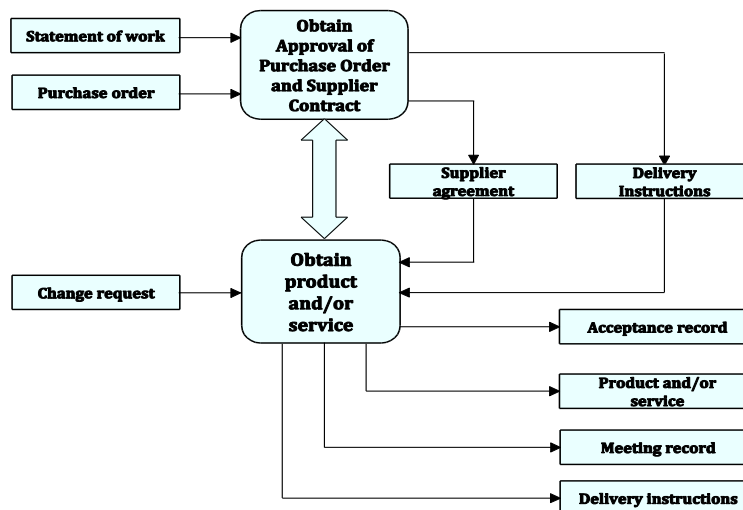 Statement of work
Purchase order
Obtain
Approval of
Purchase Order
and Supplier
Contract
Supplier
agreement
Delivery
Instructions
Change request
Obtain
product
and/or
service
Acceptance record
Product and/or
service
Meeting record
Delivery instructions